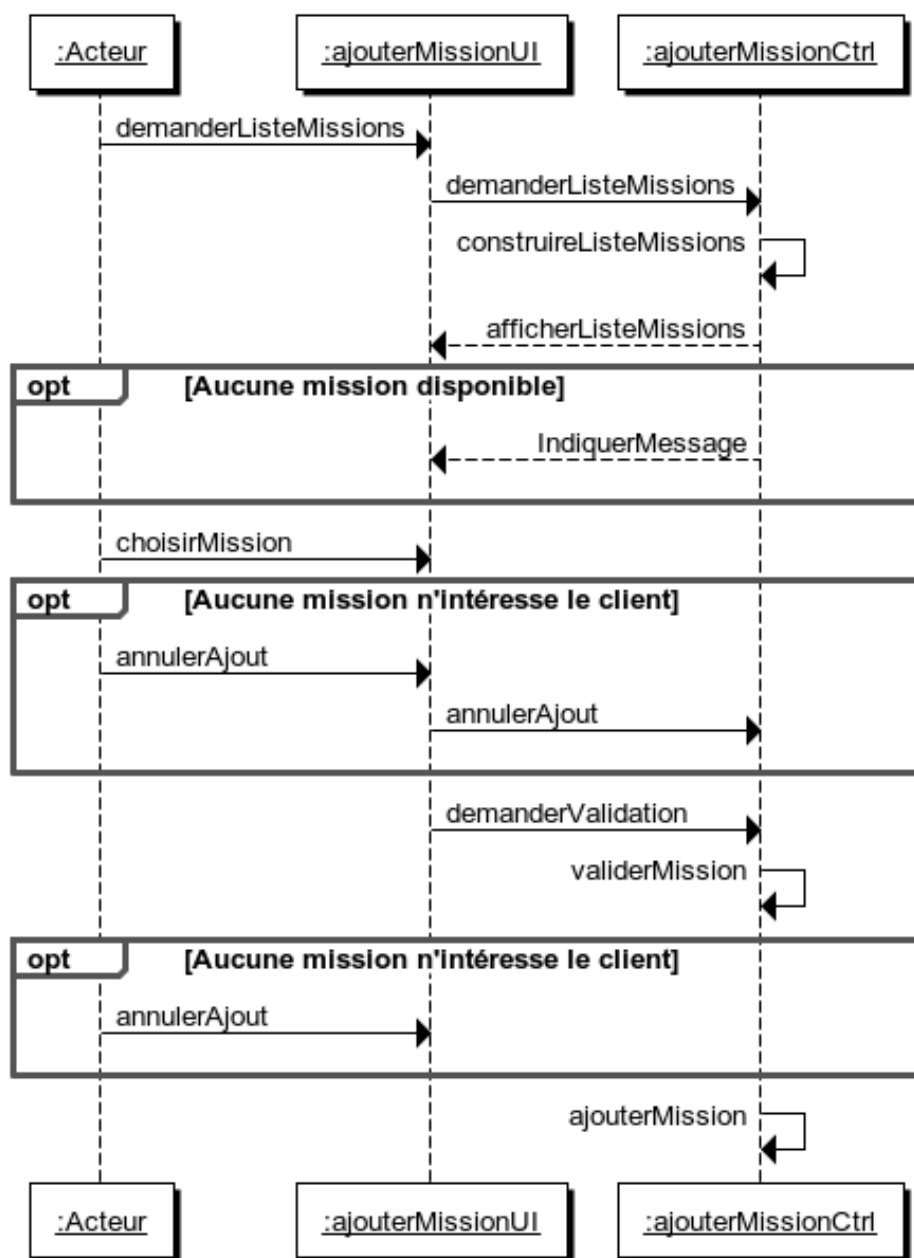 :Acteur
:ajouterMissionUI
:ajouterMissionCtrl
demanderListeMissions
demanderListeMissions
construireListeMissions
afficherListeMissions
opt
[Aucune mission disponible]
IndiquerMessage
choisirMission
opt
[Aucune mission n'intéresse le client]
annulerAjout
annulerAjout
demanderValidation
validerMission
opt
[Aucune mission n'intéresse le client]
annulerAjout
ajouterMission
:Acteur
:ajouterMissionUI
:ajouterMissionCtrl